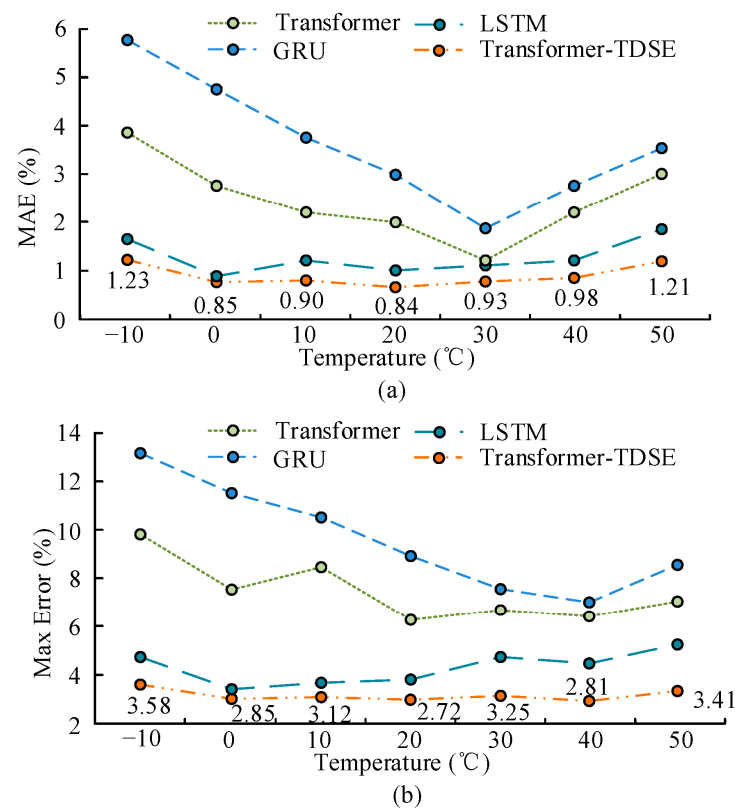 Transformer LSTM
GRU Transformer-TDSE
6
5
4
3
2
1
0
MAE (%)
1.23 0.85 0.90 0.84 0.93 0.98 1.21
−10 0 10 20 30 40 50
Temperature (℃)
(a)
Transformer LSTM
GRU Transformer-TDSE
14
12
10
8
6
4
2
Max Error (%)
3.58 2.85 3.12 2.72 3.25 2.81 3.41
−10 0 10 20 30 40 50
Temperature (℃)
(b)